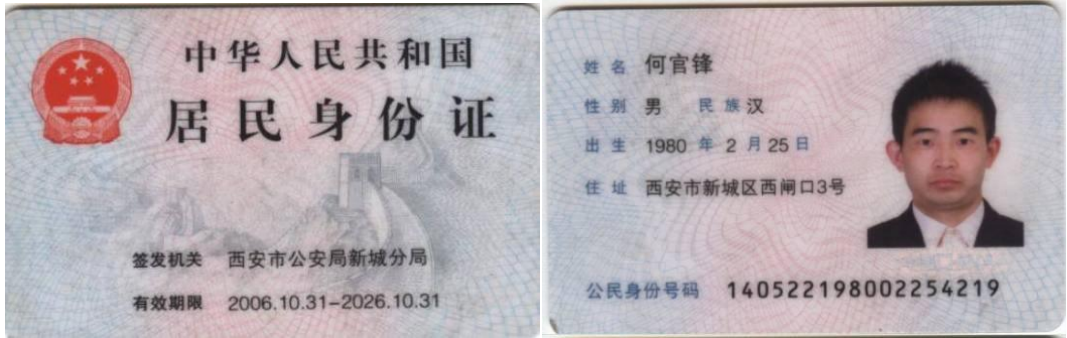 中华人民共和国
居民身份证
签发机关 西安市公安局新城分局
有效期限 2006.10.31-2026.10.31
姓名 何官锋
性别 男 民族 汉
出生 1980 年 2 月 25 日
住址 西安市新城区西闸口3号
公民身份号码 140522198002254219